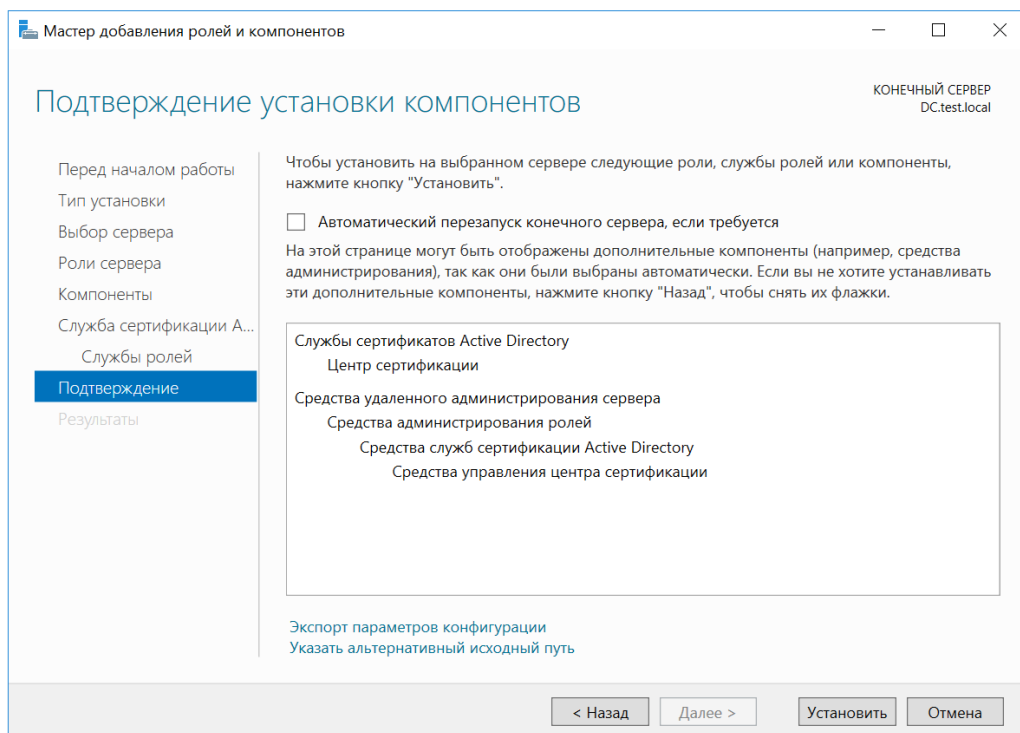 Мастер добавления ролей и компонентов
Подтверждение установки компонентов
КОНЕЧНЫЙ СЕРВЕР
DC.test.local
Перед началом работы
Тип установки
Выбор сервера
Роли сервера
Компоненты
Служба сертификации A...
Службы ролей
Подтверждение
Результаты
Чтобы установить на выбранном сервере следующие роли, службы ролей или компоненты,
нажмите кнопку "Установить".
Автоматический перезапуск конечного сервера, если требуется
На этой странице могут быть отображены дополнительные компоненты (например, средства
администрирования), так как они были выбраны автоматически. Если вы не хотите устанавливать
эти дополнительные компоненты, нажмите кнопку "Назад", чтобы снять их флажки.
Службы сертификатов Active Directory
Центр сертификации
Средства удаленного администрирования сервера
Средства администрирования ролей
Средства служб сертификации Active Directory
Средства управления центра сертификации
Экспорт параметров конфигурации
Указать альтернативный исходный путь
< Назад
Далее >
Установить
Отмена